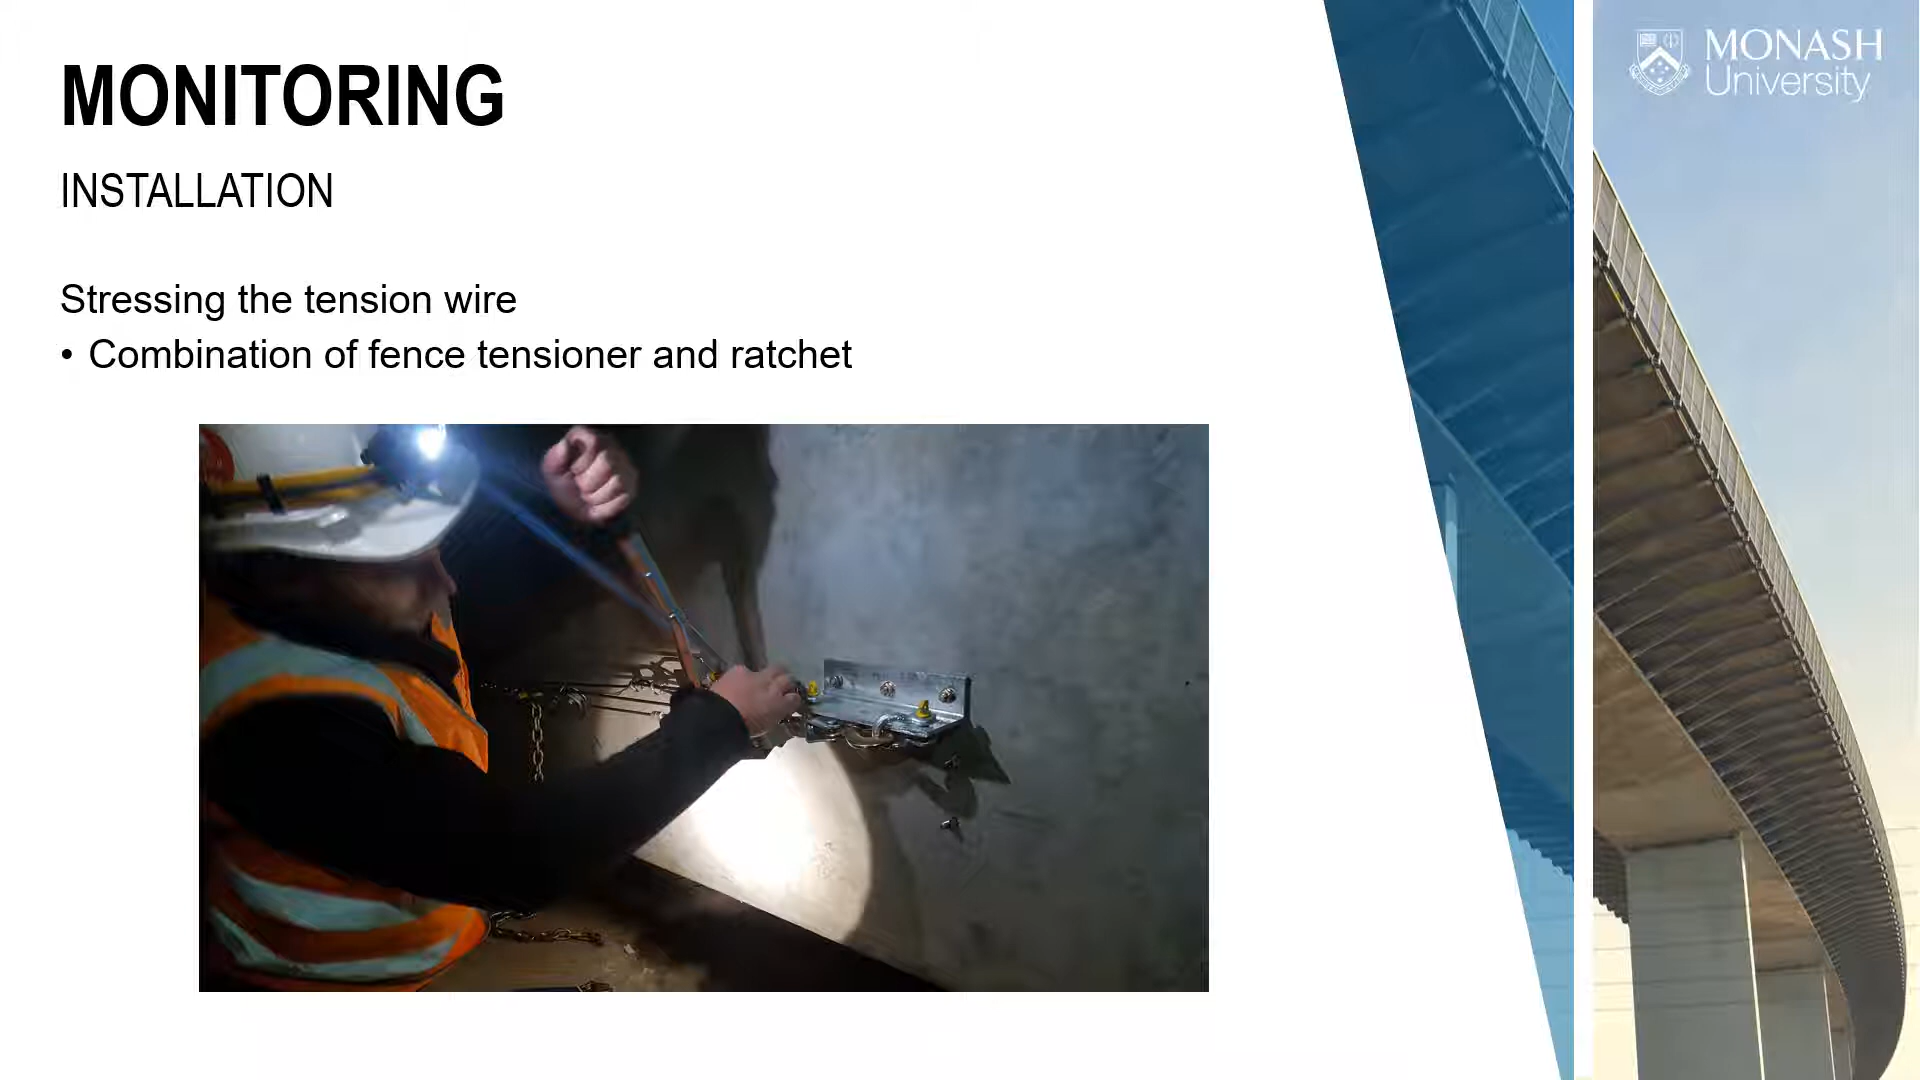 MONITORING
INSTALLATION
Stressing the tension wire
• Combination of fence tensioner and ratchet
MONASH
University